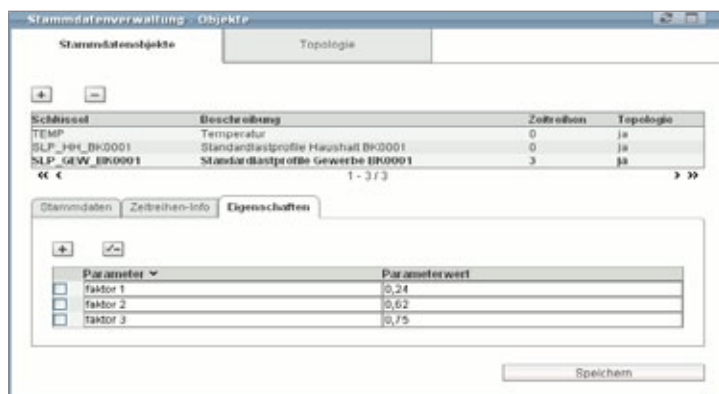 Stammdatenverwaltung - Objekte
Stammdatenobjekte Topologie
+ −
Schlüssel Beschreibung Zeitreihen Topologie
TEMP Temperatur 0 ja
SLP_HH_BK0001 Standardlastprofile Haushalt BK0001 0 ja
SLP_GEW_BK0001 Standardlastprofile Gewerbe BK0001 3 ja
1 - 3 / 3
Stammdaten Zeitreihen-Info Eigenschaften
+
Parameter Parameterwert
faktor 1 0,24
faktor 2 0,62
faktor 3 0,75
Speichern